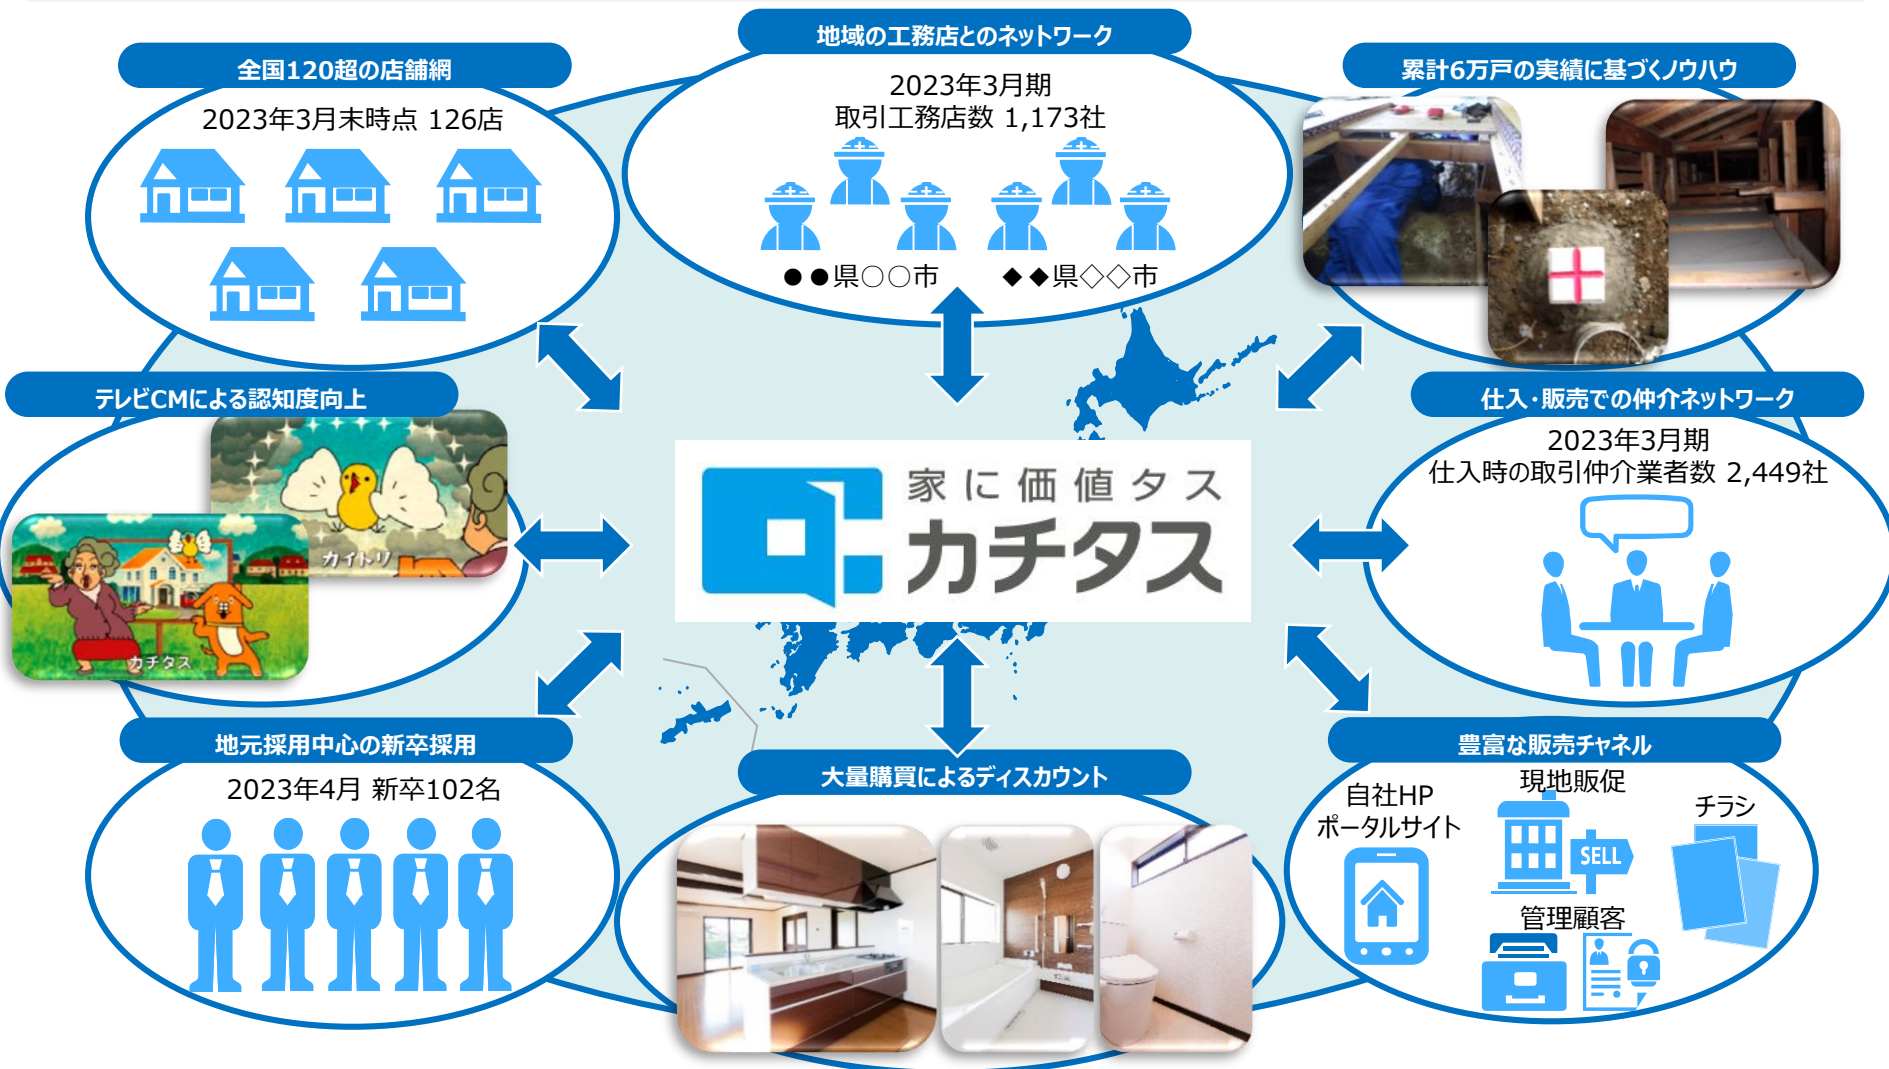 地域の工務店とのネットワーク
2023年3月期
取引工務店数 1,173社
●●県○○市
◆◆県◇◇市
全国120超の店舗網
2023年3月末時点 126店
累計6万戸の実績に基づくノウハウ
テレビCMによる認知度向上
カイトリ
カチタス
仕入・販売での仲介ネットワーク
2023年3月期
仕入時の取引仲介業者数 2,449社
家に価値タス
カチタス
地元採用中心の新卒採用
2023年4月 新卒102名
大量購買によるディスカウント
豊富な販売チャネル
自社HP
ポータルサイト
現地販促
SELL
チラシ
管理顧客